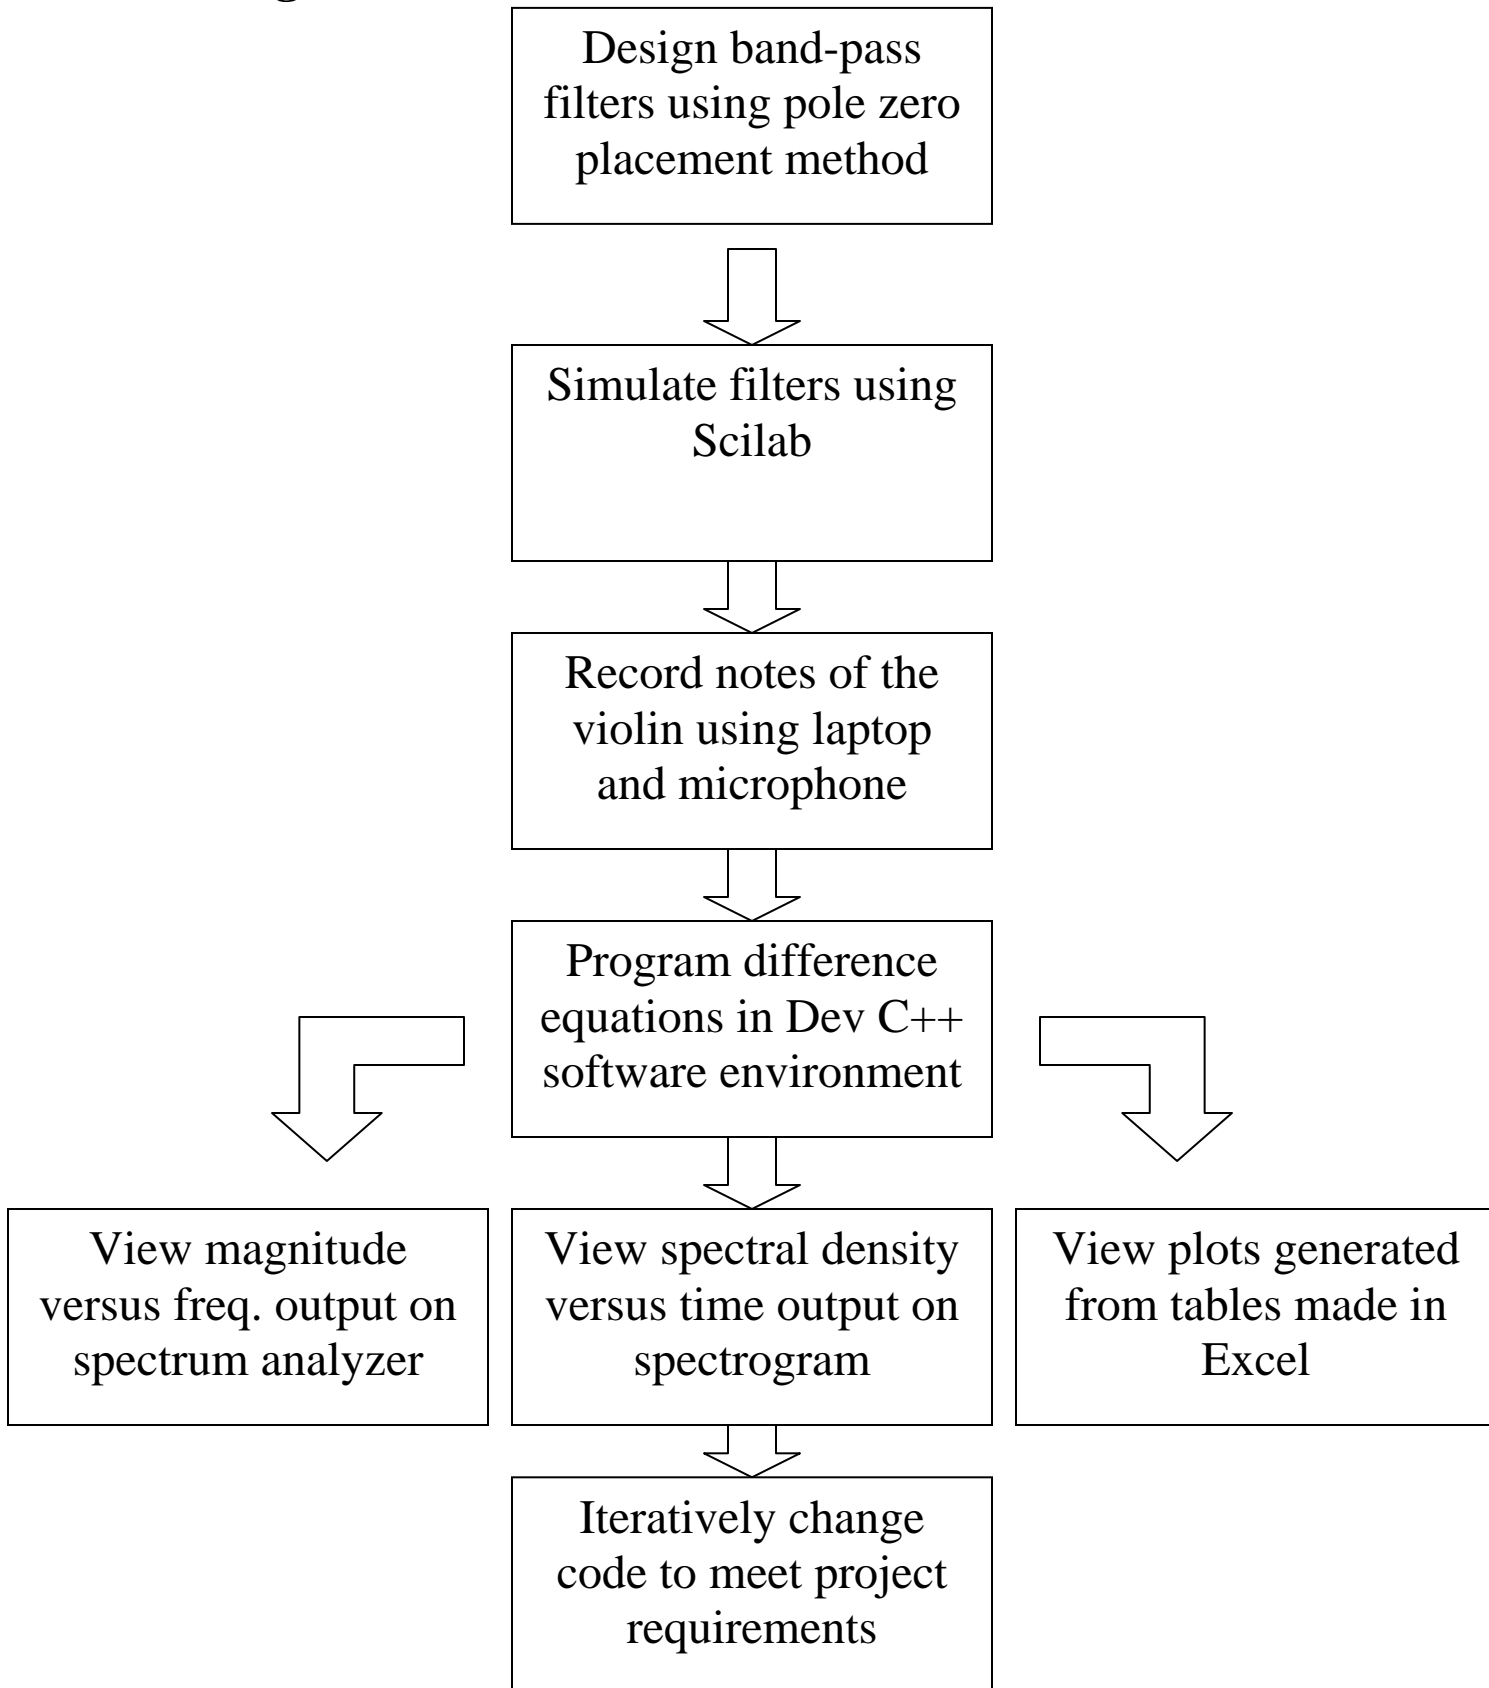 Design band-pass
filters using pole zero
placement method
Simulate filters using
Scilab
Record notes of the
violin using laptop
and microphone
Program difference
equations in Dev C++
software environment
View magnitude
versus freq. output on
spectrum analyzer
View spectral density
versus time output on
spectrogram
View plots generated
from tables made in
Excel
Iteratively change
code to meet project
requirements